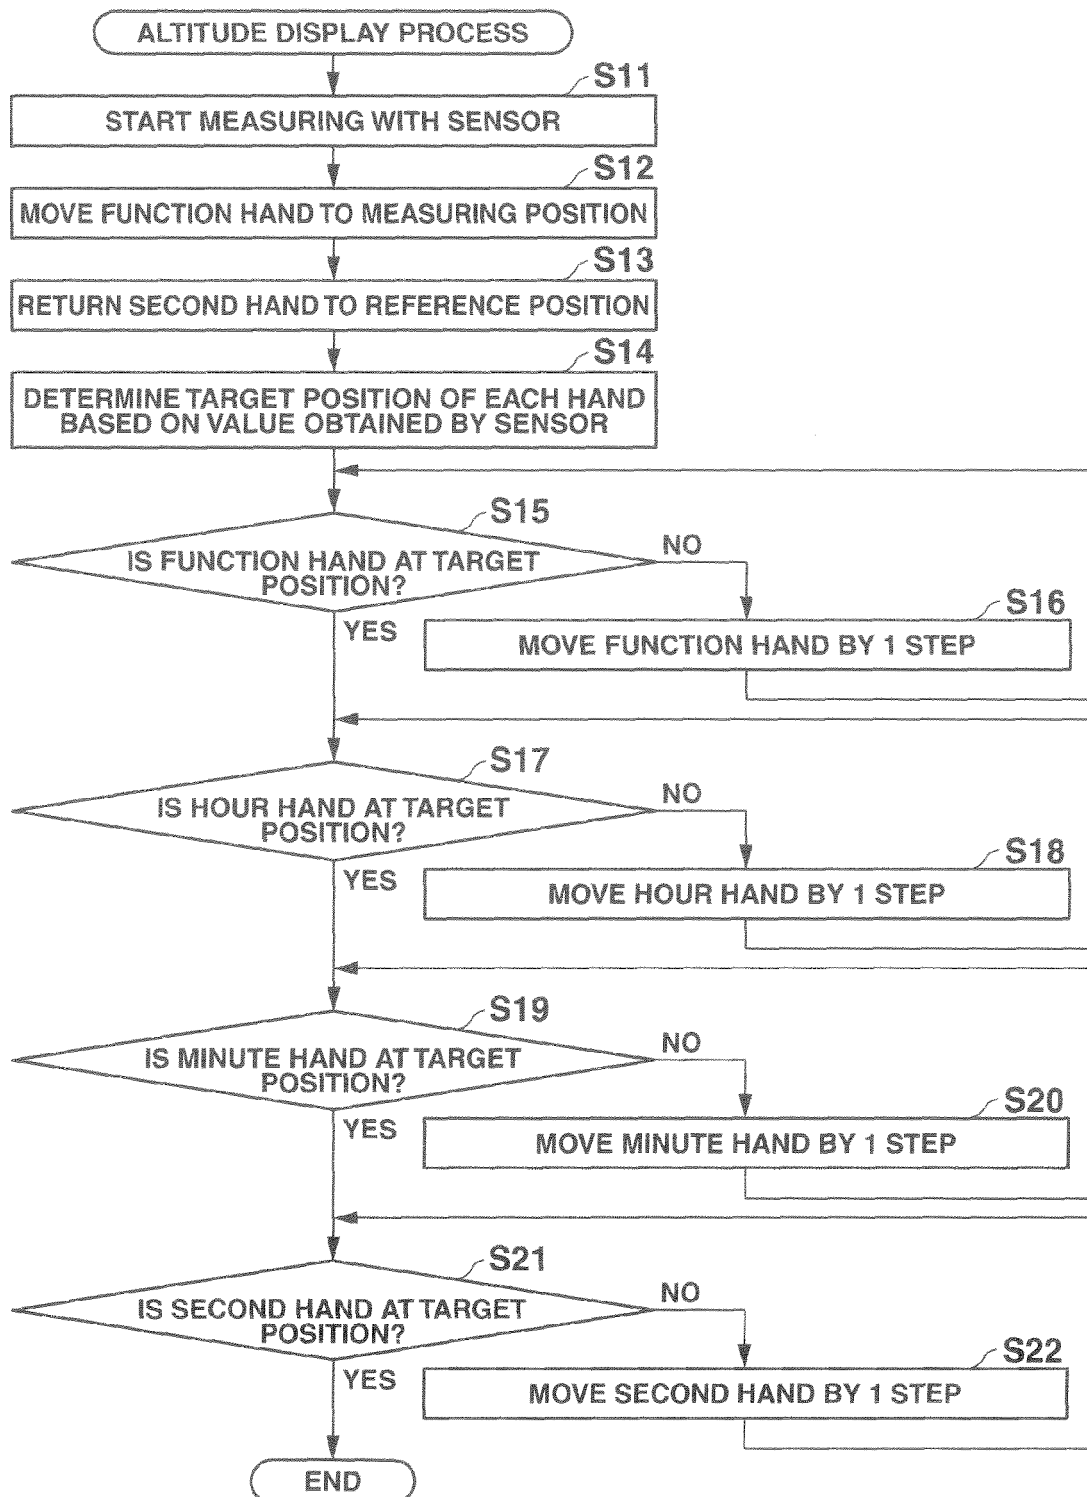 ALTITUDE DISPLAY PROCESS
S11
START MEASURING WITH SENSOR
S12
MOVE FUNCTION HAND TO MEASURING POSITION
S13
RETURN SECOND HAND TO REFERENCE POSITION
S14
DETERMINE TARGET POSITION OF EACH HAND
BASED ON VALUE OBTAINED BY SENSOR
S15
IS FUNCTION HAND AT TARGET
POSITION?
NO
YES
S16
MOVE FUNCTION HAND BY 1 STEP
S17
IS HOUR HAND AT TARGET
POSITION?
NO
YES
S18
MOVE HOUR HAND BY 1 STEP
S19
IS MINUTE HAND AT TARGET
POSITION?
NO
YES
S20
MOVE MINUTE HAND BY 1 STEP
S21
IS SECOND HAND AT TARGET
POSITION?
NO
YES
S22
MOVE SECOND HAND BY 1 STEP
END